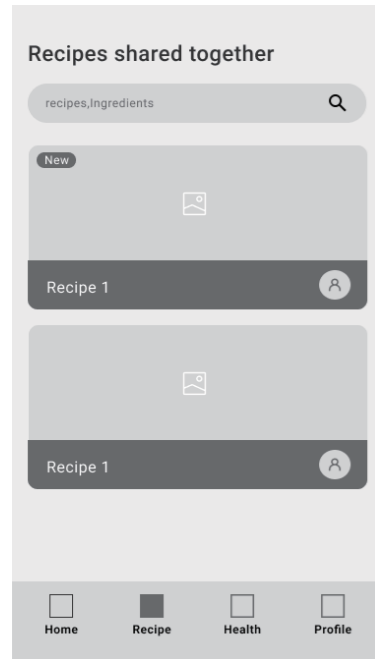 Recipes shared together
recipes,Ingredients
New
Recipe 1
Recipe 1
Home Recipe Health Profile